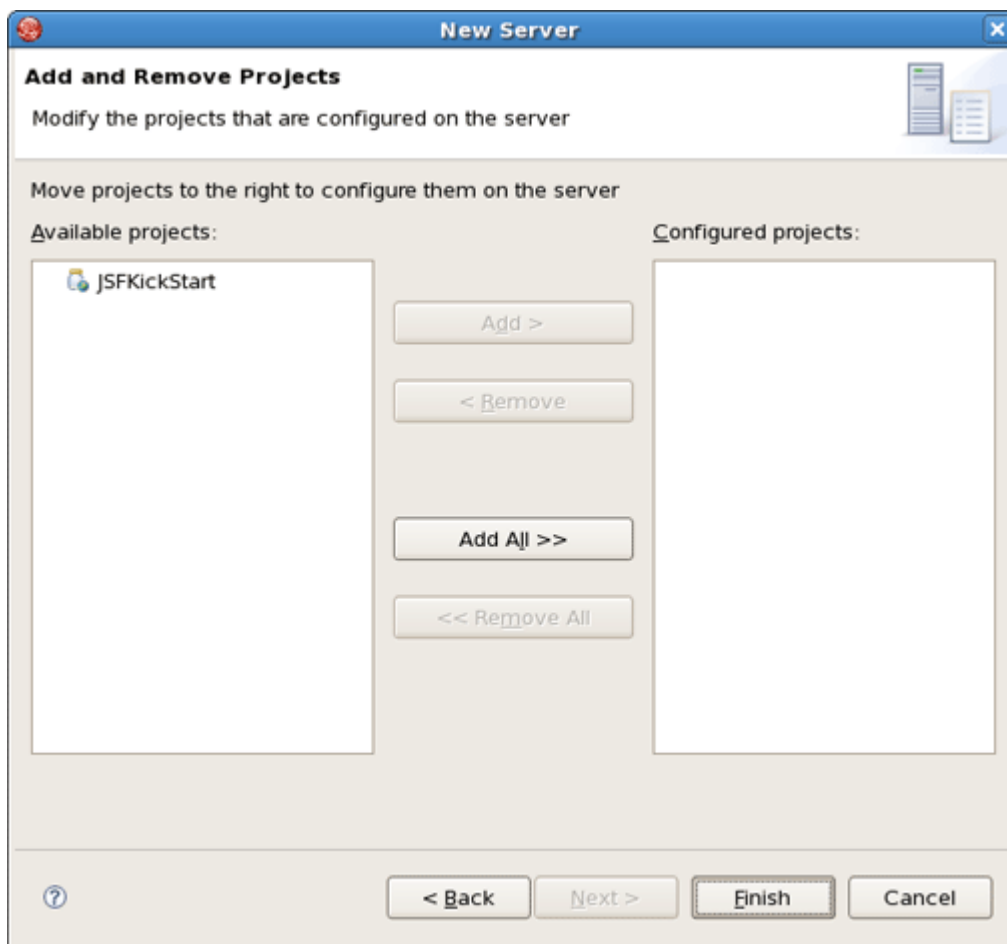 New Server
Add and Remove Projects
Modify the projects that are configured on the server
Move projects to the right to configure them on the server
Available projects:
Configured projects:
JSFKickStart
Add >
< Remove
Add All >>
<< Remove All
?
< Back
Next >
Finish
Cancel